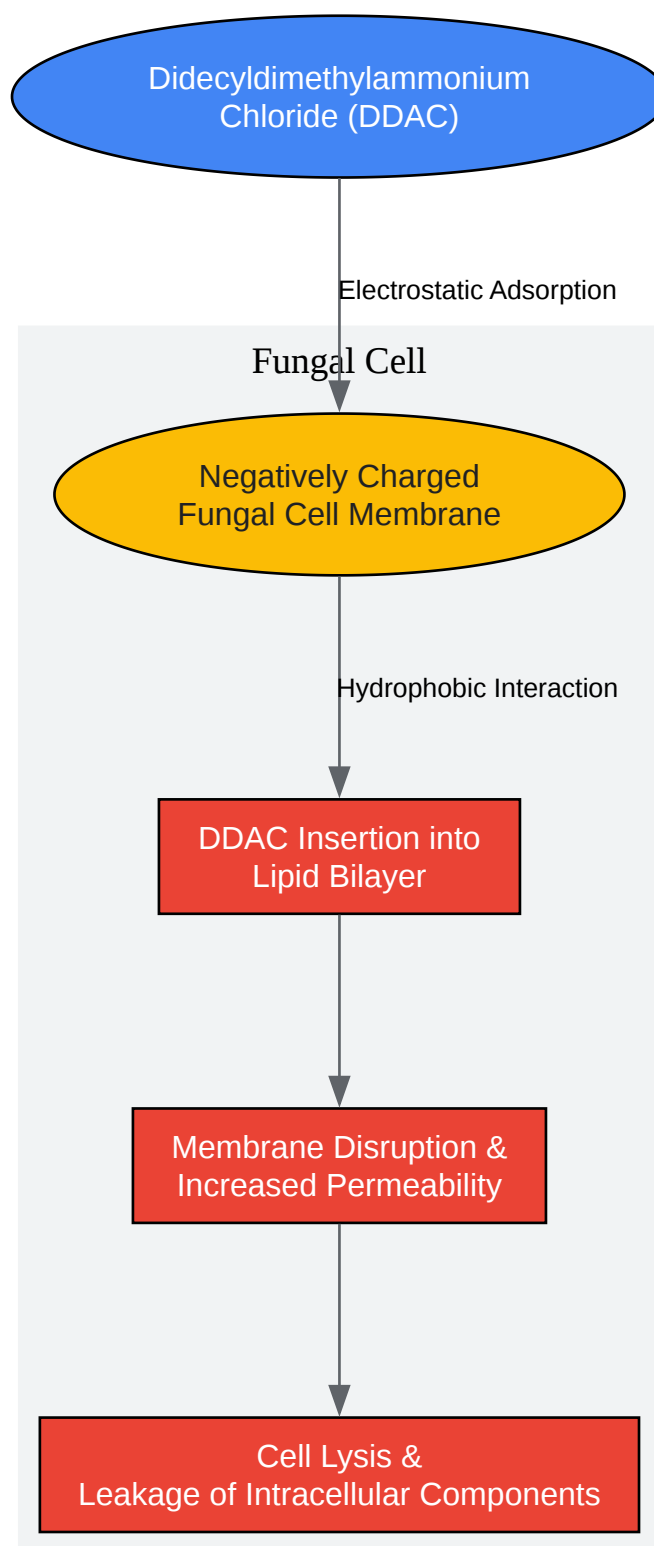 Didecyldimethylammonium
Chloride (DDAC)
Electrostatic Adsorption
Fungal Cell
Negatively Charged
Fungal Cell Membrane
Hydrophobic Interaction
DDAC Insertion into
Lipid Bilayer
Membrane Disruption &
Increased Permeability
Cell Lysis &
Leakage of Intracellular Components